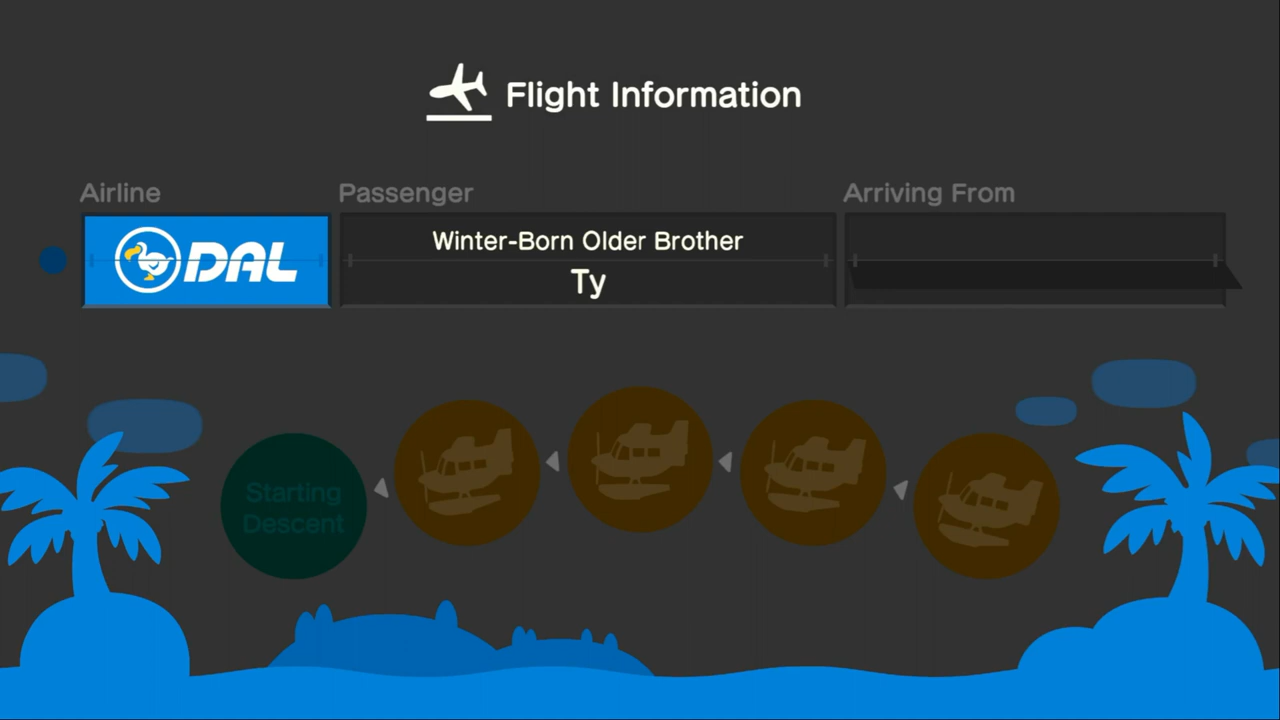 Flight Information
Airline
Passenger
Arriving From
DAL
Winter-Born Older Brother
Ty
Starting
Descent